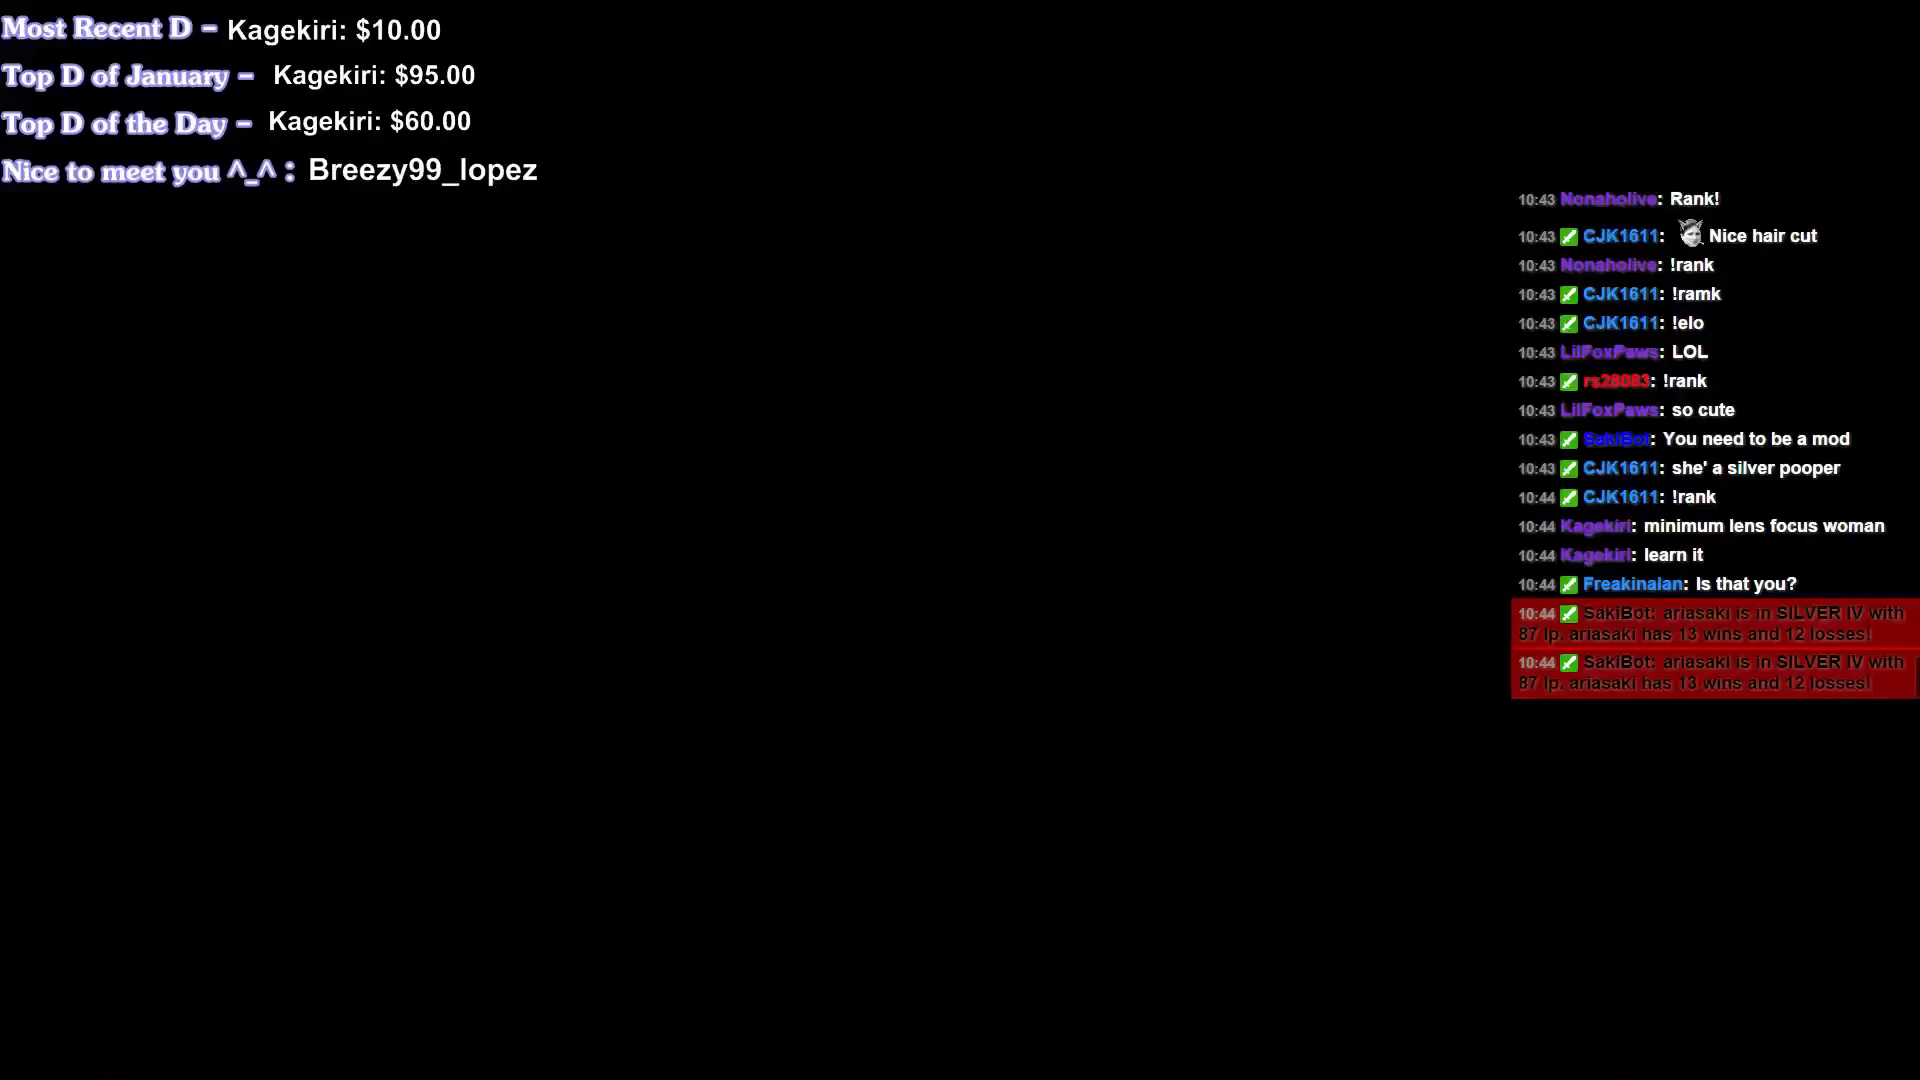 Most Recent D - Kagekiri: $10.00
Top D of January - Kagekiri: $95.00
Top D of the Day - Kagekiri: $60.00
Nice to meet you ^_^ : Breezy99_lopez
10:43 Nonaholive: Rank!
10:43 CJK1611: Nice hair cut
10:43 Nonaholive: !rank
10:43 CJK1611: !ramk
10:43 CJK1611: !elo
10:43 LilFoxPaws: LOL
10:43 rs28083: !rank
10:43 LilFoxPaws: so cute
10:43 SakiBot: You need to be a mod
10:43 CJK1611: she' a silver pooper
10:44 CJK1611: !rank
10:44 Kagekiri: minimum lens focus woman
10:44 Kagekiri: learn it
10:44 Freakinalan: Is that you?
10:44 SakiBot: ariasaki is in SILVER IV with
87 lp. ariasaki has 13 wins and 12 losses!
10:44 SakiBot: ariasaki is in SILVER IV with
87 lp. ariasaki has 13 wins and 12 losses!